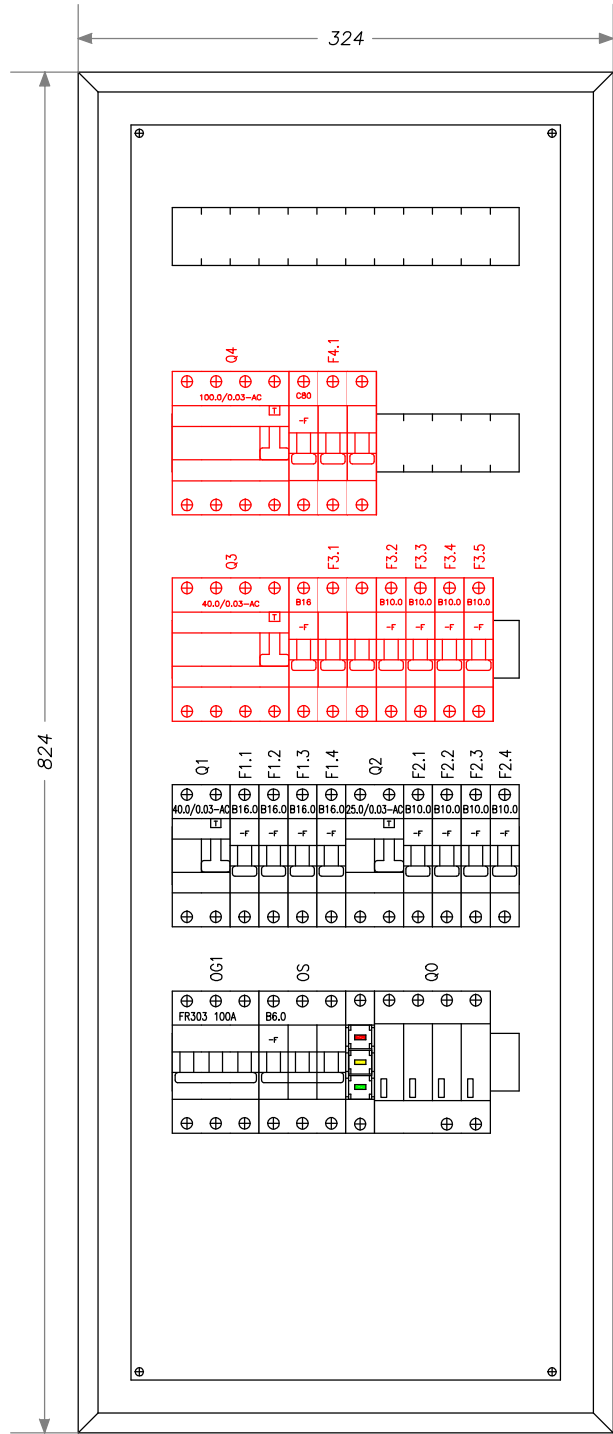 324
824
Q4 F4.1
100.0/0.03-AC C80
T
-F
Q3 F3.1 F3.2 F3.3 F3.4 F3.5
40.0/0.03-AC B16 B10.0 B10.0 B10.0 B10.0
T
-F -F -F -F -F
Q1 F1.1 F1.2 F1.3 F1.4 Q2 F2.1 F2.2 F2.3 F2.4
40.0/0.03-AC B16.0 B16.0 B16.0 B16.0 25.0/0.03-AC B10.0 B10.0 B10.0 B10.0
T T
-F -F -F -F -F -F -F -F
OG1 OS QO
FR303 100A B6.0
-F